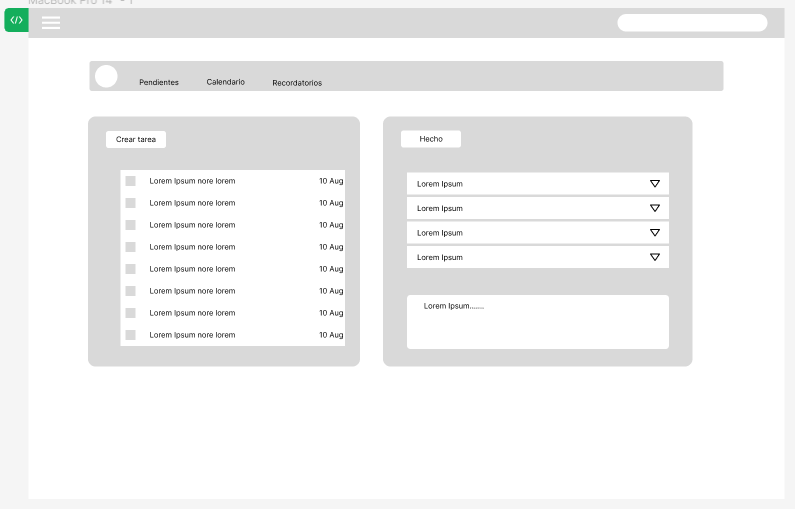 MacBook Pro 14" - 1
</>
Pendientes Calendario Recordatorios
Crear tarea
Lorem Ipsum nore lorem 10 Aug
Lorem Ipsum nore lorem 10 Aug
Lorem Ipsum nore lorem 10 Aug
Lorem Ipsum nore lorem 10 Aug
Lorem Ipsum nore lorem 10 Aug
Lorem Ipsum nore lorem 10 Aug
Lorem Ipsum nore lorem 10 Aug
Lorem Ipsum nore lorem 10 Aug
Hecho
Lorem Ipsum
Lorem Ipsum
Lorem Ipsum
Lorem Ipsum
Lorem Ipsum.......